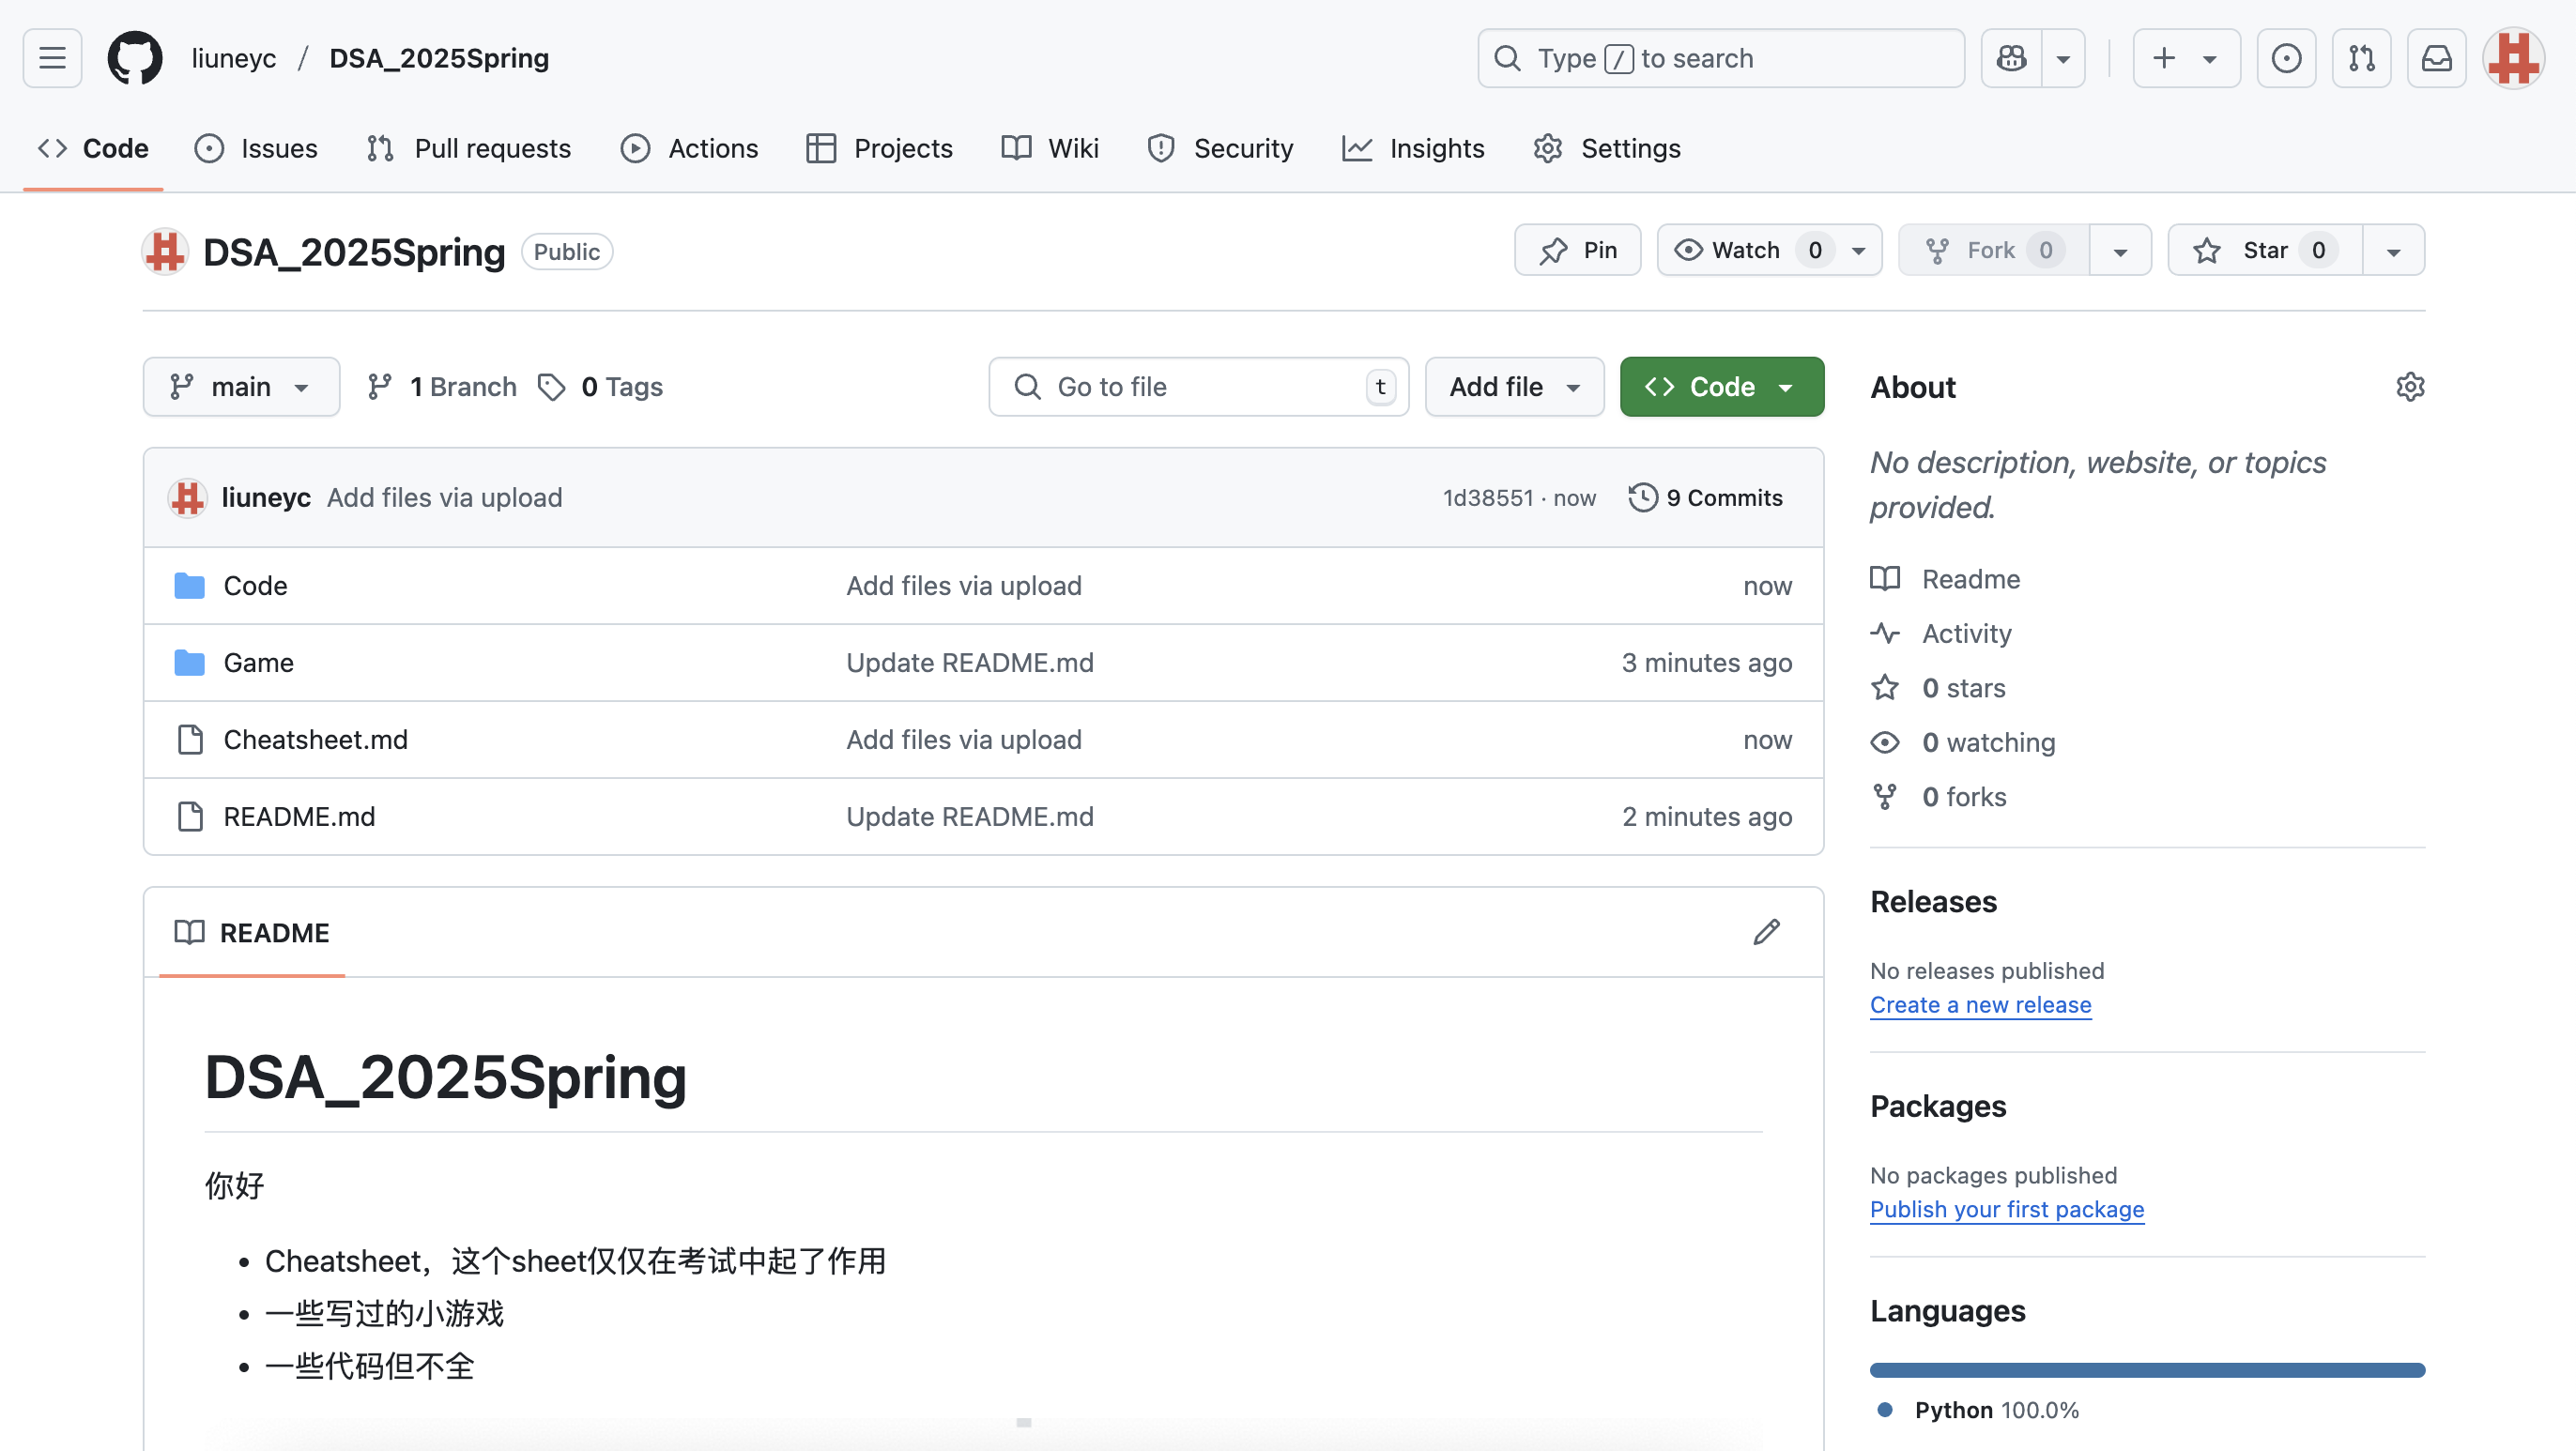 liuneyc / DSA_2025Spring
Type / to search
Code Issues Pull requests Actions Projects Wiki Security Insights Settings
DSA_2025Spring Public
Pin Watch 0 Fork 0 Star 0
main 1 Branch 0 Tags Go to file t Add file Code
liuneyc Add files via upload 1d38551 · now 9 Commits
Code Add files via upload now
Game Update README.md 3 minutes ago
Cheatsheet.md Add files via upload now
README.md Update README.md 2 minutes ago
README
DSA_2025Spring
你好
• Cheatsheet，这个sheet仅仅在考试中起了作用
• 一些写过的小游戏
• 一些代码但不全
About
No description, website, or topics
provided.
Readme
Activity
0 stars
0 watching
0 forks
Releases
No releases published
Create a new release
Packages
No packages published
Publish your first package
Languages
Python 100.0%